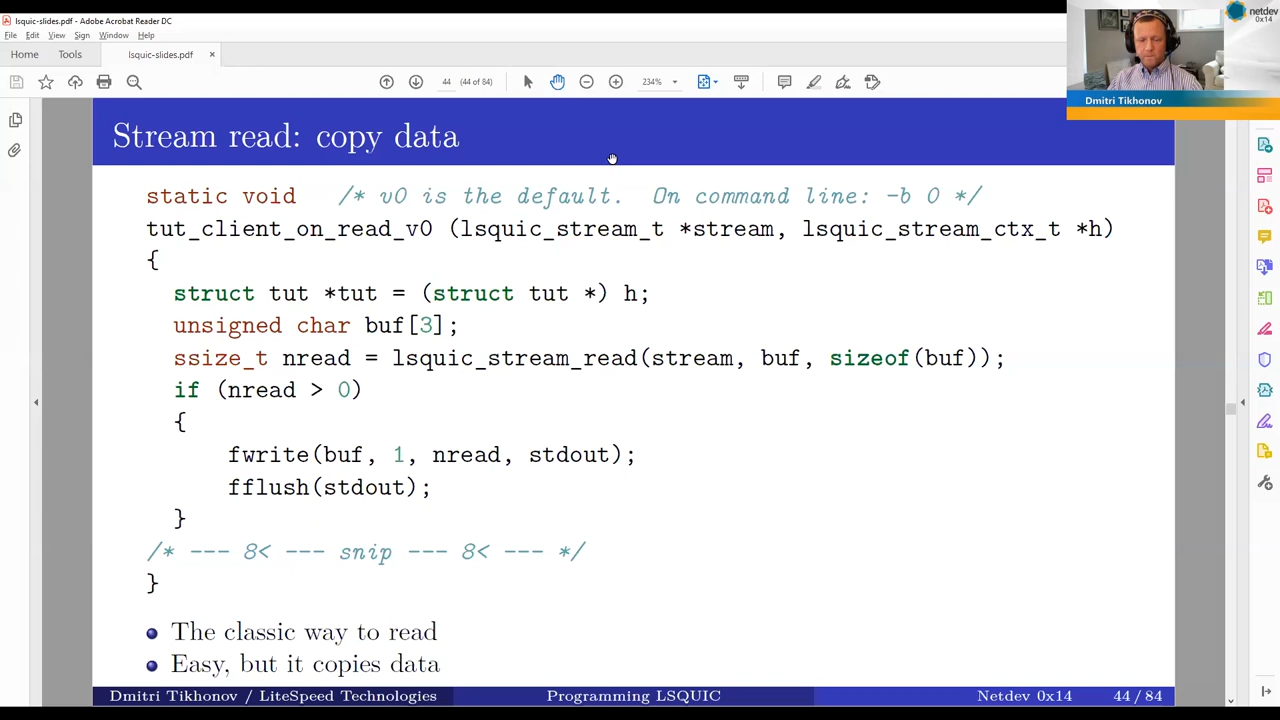 lsquic-slides.pdf - Adobe Acrobat Reader DC
File Edit View Sign Window Help
Home Tools lsquic-slides.pdf ×
44 (44 of 84) 234%
netdev
0x14
Dmitri Tikhonov
Stream read: copy data
static void /* v0 is the default. On command line: -b 0 */
tut_client_on_read_v0 (lsquic_stream_t *stream, lsquic_stream_ctx_t *h)
{
struct tut *tut = (struct tut *) h;
unsigned char buf[3];
ssize_t nread = lsquic_stream_read(stream, buf, sizeof(buf));
if (nread > 0)
{
fwrite(buf, 1, nread, stdout);
fflush(stdout);
}
/* --- 8< --- snip --- 8< --- */
}
The classic way to read
Easy, but it copies data
Dmitri Tikhonov / LiteSpeed Technologies Programming LSQUIC Netdev 0x14 44 / 84